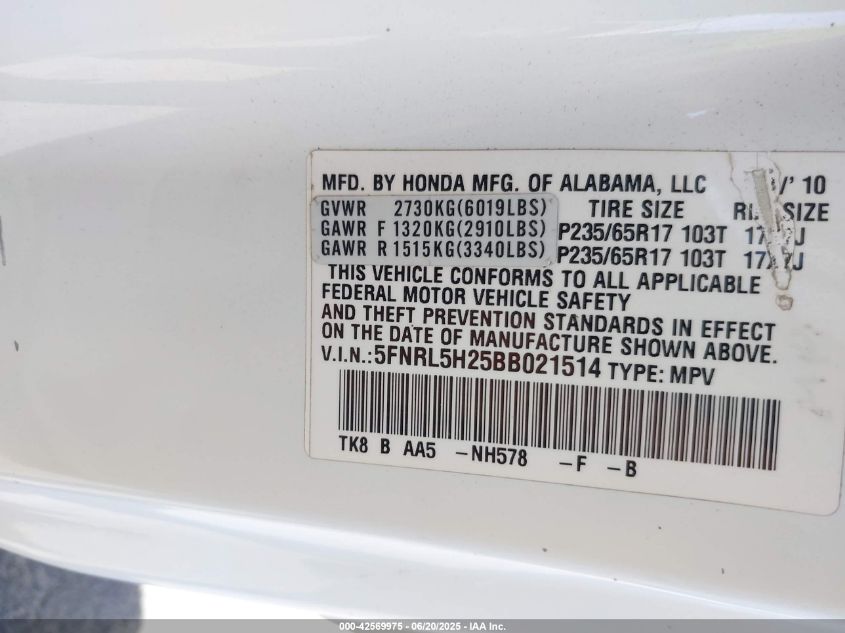 MFD. BY HONDA MFG. OF ALABAMA, LLC /' 10
GVWR 2730KG(6019LBS) TIRE SIZE SIZE
GAWR F 1320KG(2910LBS) P235/65R17 103T
GAWR R 1515KG(3340LBS) P235/65R17 103T
THIS VEHICLE CONFORMS TO ALL APPLICABLE
FEDERAL MOTOR VEHICLE SAFETY
AND THEFT PREVENTION STANDARDS IN EFFECT
ON THE DATE OF MANUFACTURE SHOWN ABOVE.
V.I.N.:5FNRL5H25BB021514 TYPE: MPV
TK8 B AA5 -NH578 -F -B
000-42569975 - 06/20/2025 - IAA Inc.